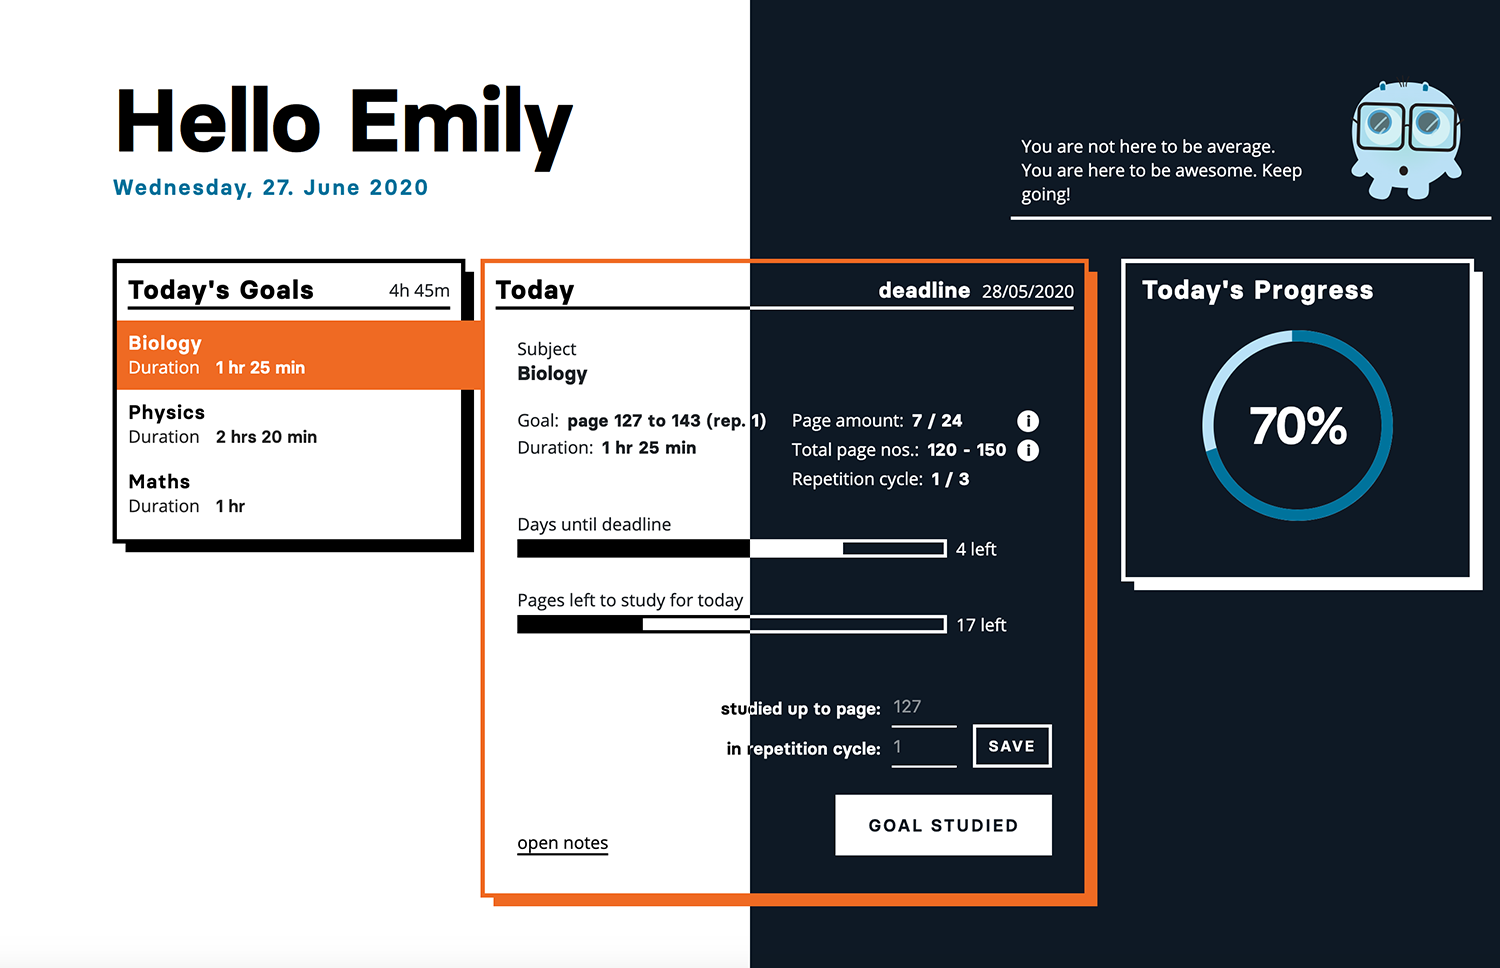 Hello Emily
Wednesday, 27. June 2020
You are not here to be average.
You are here to be awesome. Keep
going!
Today's Goals 4h 45m
Biology
Duration 1 hr 25 min
Physics
Duration 2 hrs 20 min
Maths
Duration 1 hr
Today deadline 28/05/2020
Subject
Biology
Goal: page 127 to 143 (rep. 1)
Duration: 1 hr 25 min
Page amount: 7 / 24 i
Total page nos.: 120 - 150 i
Repetition cycle: 1 / 3
Days until deadline
4 left
Pages left to study for today
17 left
studied up to page: 127
in repetition cycle: 1
SAVE
GOAL STUDIED
open notes
Today's Progress
70%